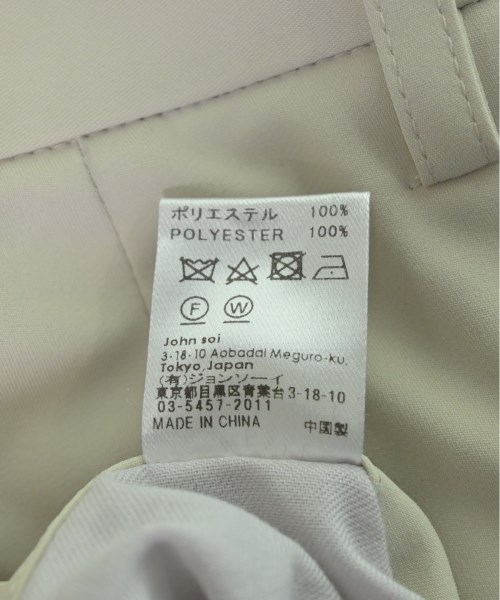 ポリエステル 100%
POLYESTER 100%
F W
John soi
3-18-10 Aobadai Meguro-ku,
Tokyo,Japan
(有)ジョンソーイ
東京都目黒区青葉台3-18-10
03-5457-2011
MADE IN CHINA 中国製